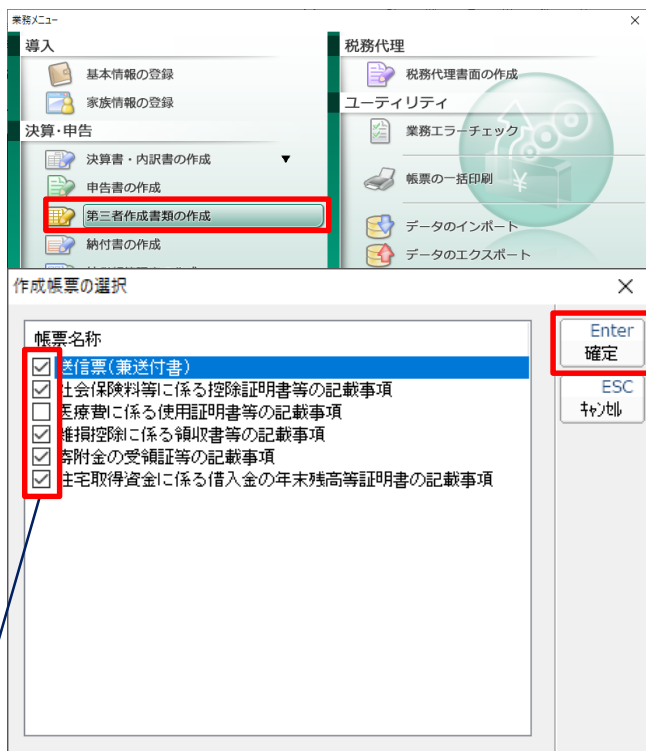 業務メニュー
導入
基本情報の登録
家族情報の登録
決算・申告
決算書・内訳書の作成 ▼
申告書の作成
第三者作成書類の作成
納付書の作成
税務代理
税務代理書面の作成
ユーティリティ
業務エラーチェック
帳票の一括印刷
データのインポート
データのエクスポート
作成帳票の選択
帳票名称
送信票(兼送付書)
社会保険料等に係る控除証明書等の記載事項
医療費に係る使用証明書等の記載事項
雑損控除に係る領収書等の記載事項
寄附金の受領証等の記載事項
住宅取得資金に係る借入金の年末残高等証明書の記載事項
Enter
確定
ESC
キャンセル